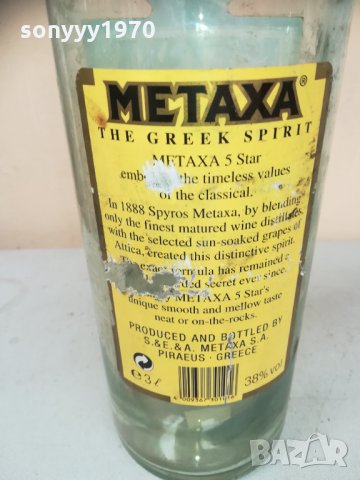 sonyyy1970
METAXA®
THE GREEK SPIRIT
METAXA 5 Star
the timeless values
of the classical.
In 1888 Spyros Metaxa, by blending
only the finest matured wine distillates
with the selected sun-soaked grapes of
Attica, created this distinctive spirit.
The exact formula has remained a
secret ever since.
METAXA 5 Star's
unique smooth and mellow taste
neat or on-the-rocks.
PRODUCED AND BOTTLED BY
S.&E.&A. METAXA S.A.
PIRAEUS - GREECE
e 3ℓ
38% vol
BAZAR.bg